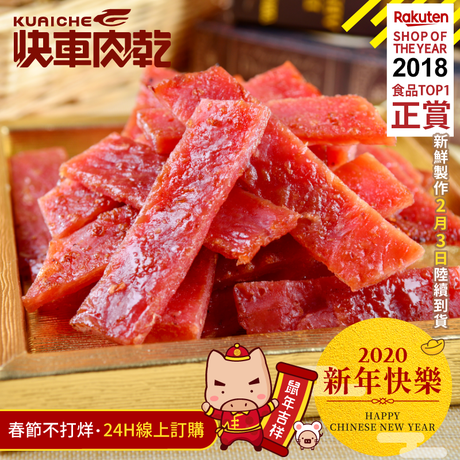 KUAICHE
快車肉乾
Rakuten
SHOP OF
THE YEAR
2018
食品TOP1
正賞
新鮮製作2月3日陸續到貨
2020
新年快樂
HAPPY
CHINESE NEW YEAR
鼠年吉祥
春節不打烊·24H線上訂購